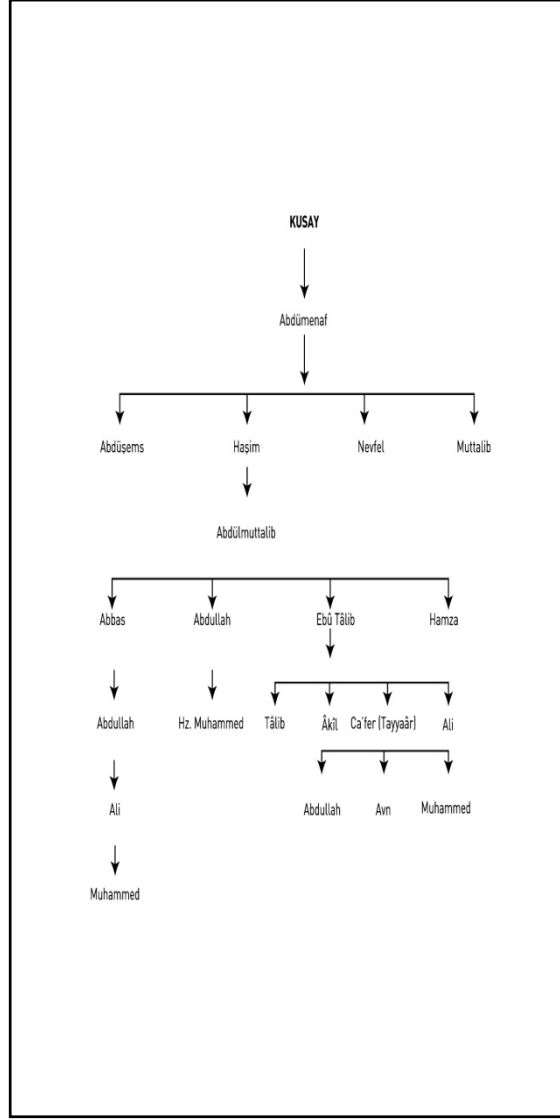 KUSAY
Abdümenaf
Abdüşems Haşim Nevfel Muttalib
Abdülmuttalib
Abbas Abdullah Ebû Tâlib Hamza
Abdullah Hz. Muhammed Tâlib Âkîl Ca'fer (Tayyaâr) Ali
Abdullah Avn Muhammed
Ali
Muhammed